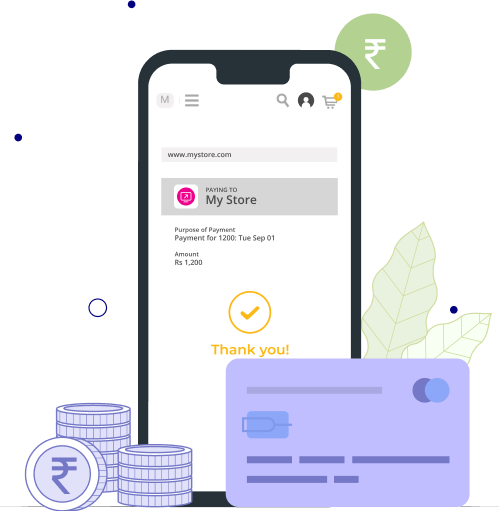 ₹
M
www.mystore.com
PAYING TO
My Store
Purpose of Payment
Payment for 1200: Tue Sep 01
Amount
Rs 1,200
Thank you!
₹